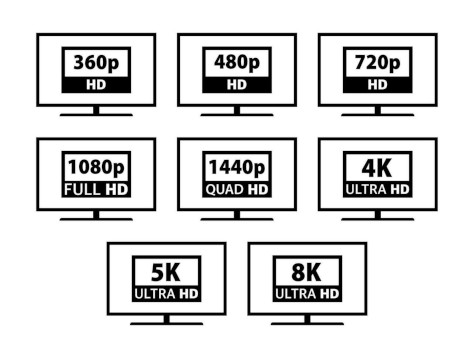 360p
HD
480p
HD
720p
HD
1080p
FULL HD
1440p
QUAD HD
4K
ULTRA HD
5K
ULTRA HD
8K
ULTRA HD